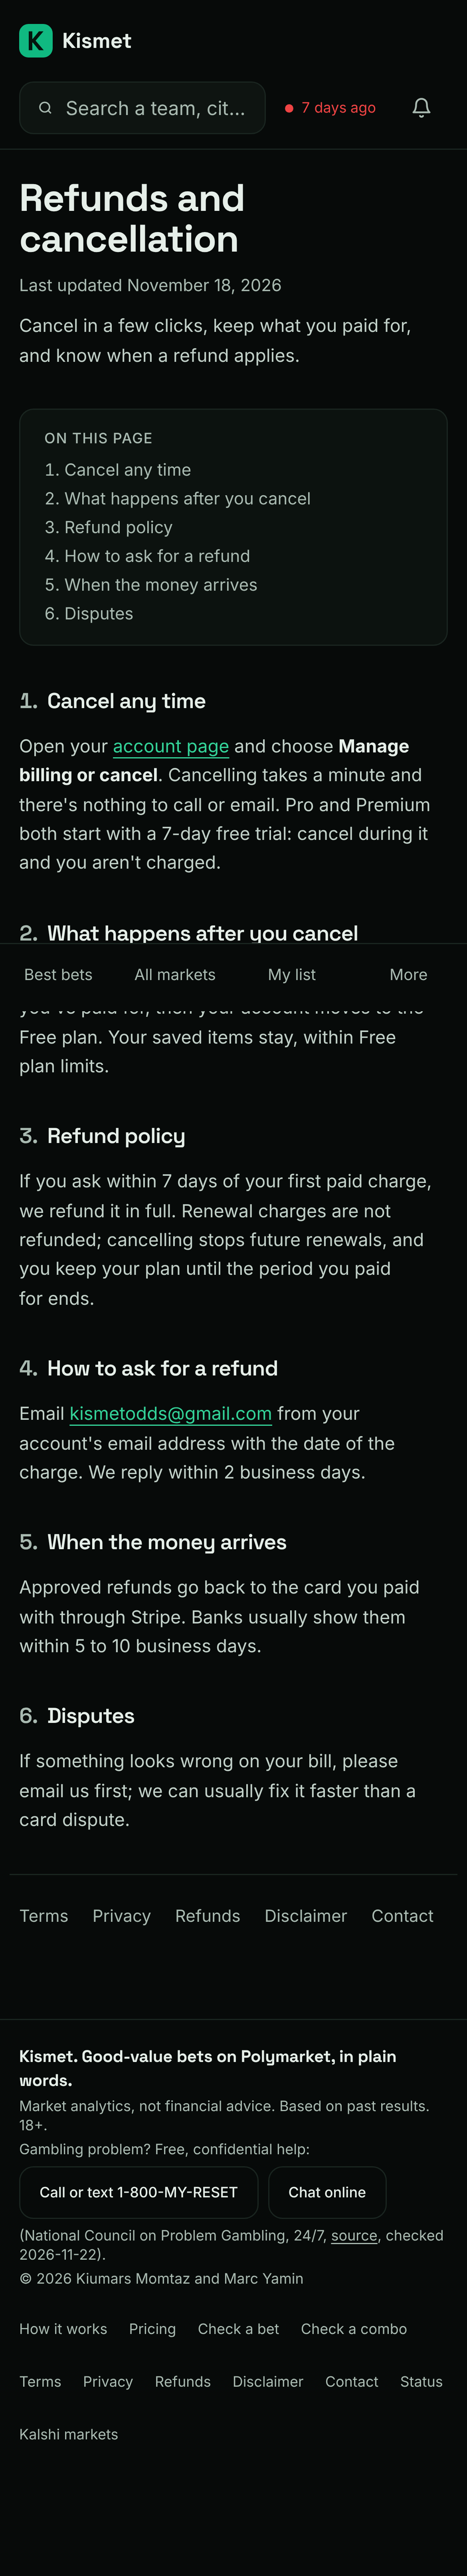 K Kismet
Search a team, cit...
7 days ago
Refunds and
cancellation
Last updated November 18, 2026
Cancel in a few clicks, keep what you paid for,
and know when a refund applies.
ON THIS PAGE
1. Cancel any time
2. What happens after you cancel
3. Refund policy
4. How to ask for a refund
5. When the money arrives
6. Disputes
1. Cancel any time
Open your account page and choose Manage
billing or cancel. Cancelling takes a minute and
there's nothing to call or email. Pro and Premium
both start with a 7-day free trial: cancel during it
and you aren't charged.
2. What happens after you cancel
Best bets All markets My list More
you've paid for, then your account moves to the
Free plan. Your saved items stay, within Free
plan limits.
3. Refund policy
If you ask within 7 days of your first paid charge,
we refund it in full. Renewal charges are not
refunded; cancelling stops future renewals, and
you keep your plan until the period you paid
for ends.
4. How to ask for a refund
Email kismetodds@gmail.com from your
account's email address with the date of the
charge. We reply within 2 business days.
5. When the money arrives
Approved refunds go back to the card you paid
with through Stripe. Banks usually show them
within 5 to 10 business days.
6. Disputes
If something looks wrong on your bill, please
email us first; we can usually fix it faster than a
card dispute.
Terms Privacy Refunds Disclaimer Contact
Kismet. Good-value bets on Polymarket, in plain
words.
Market analytics, not financial advice. Based on past results.
18+.
Gambling problem? Free, confidential help:
Call or text 1-800-MY-RESET Chat online
(National Council on Problem Gambling, 24/7, source, checked
2026-11-22).
© 2026 Kiumars Momtaz and Marc Yamin
How it works Pricing Check a bet Check a combo
Terms Privacy Refunds Disclaimer Contact Status
Kalshi markets